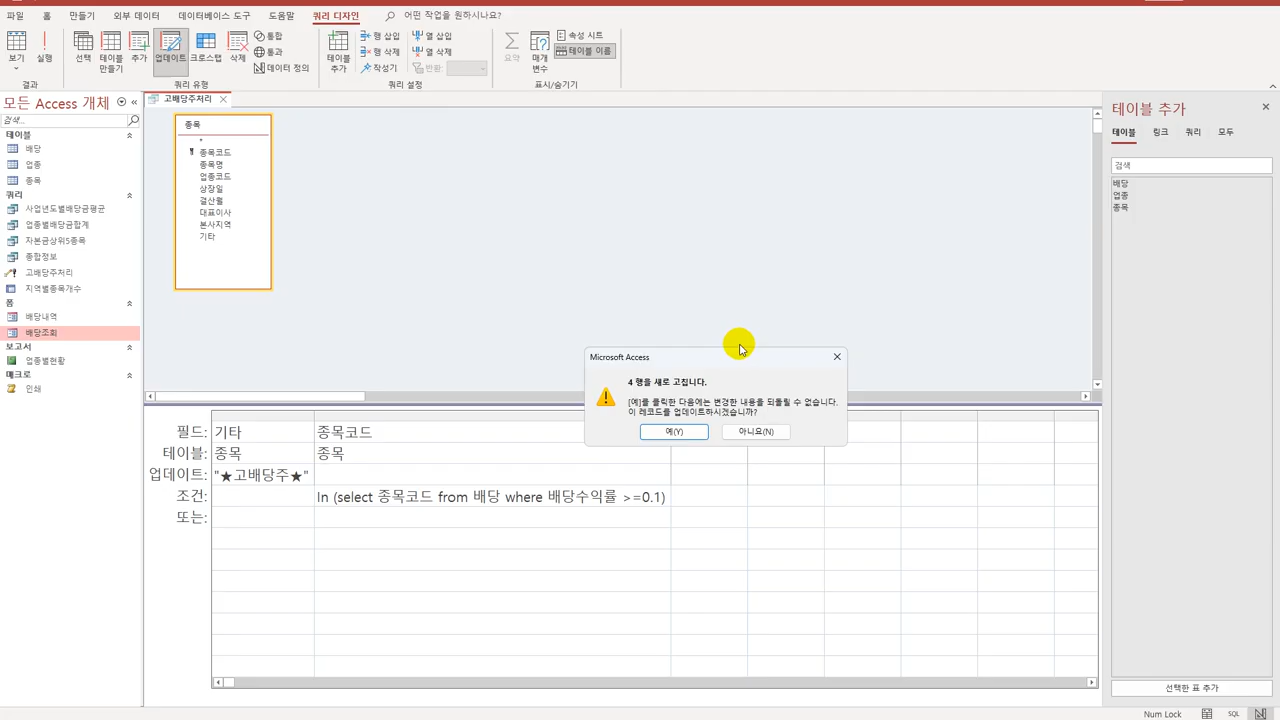 파일 홈 만들기 외부 데이터 데이터베이스 도구 도움말 쿼리 디자인 어떤 작업을 원하시나요?
보기 실행 선택 테이블 만들기 추가 업데이트 크로스탭 삭제
통합
통과
데이터 정의
테이블 추가
행 삽입
행 삭제
작성기
열 삽입
열 삭제
반환:
요약
매개 변수
속성 시트
테이블 이름
결과 쿼리 유형 쿼리 설정 표시/숨기기
모든 Access 개체
검색...
테이블
배당
업종
종목
쿼리
사업년도별배당금평균
업종별배당금합계
자본금상위5종목
종합정보
고배당주처리
지역별종목개수
폼
배당내역
배당조회
보고서
업종별현황
매크로
인쇄
고배당주처리
종목
*
종목코드
종목명
업종코드
상장일
결산월
대표이사
본사지역
기타
Microsoft Access
4 행을 새로 고칩니다.
[예]를 클릭한 다음에는 변경한 내용을 되돌릴 수 없습니다.
이 레코드를 업데이트하시겠습니까?
예(Y) 아니요(N)
필드: 기타 종목코드
테이블: 종목 종목
업데이트: "★고배당주★"
조건: In (select 종목코드 from 배당 where 배당수익률 >=0.1)
또는:
테이블 추가
테이블 링크 쿼리 모두
검색
배당
업종
종목
선택한 표 추가
Num Lock SQL